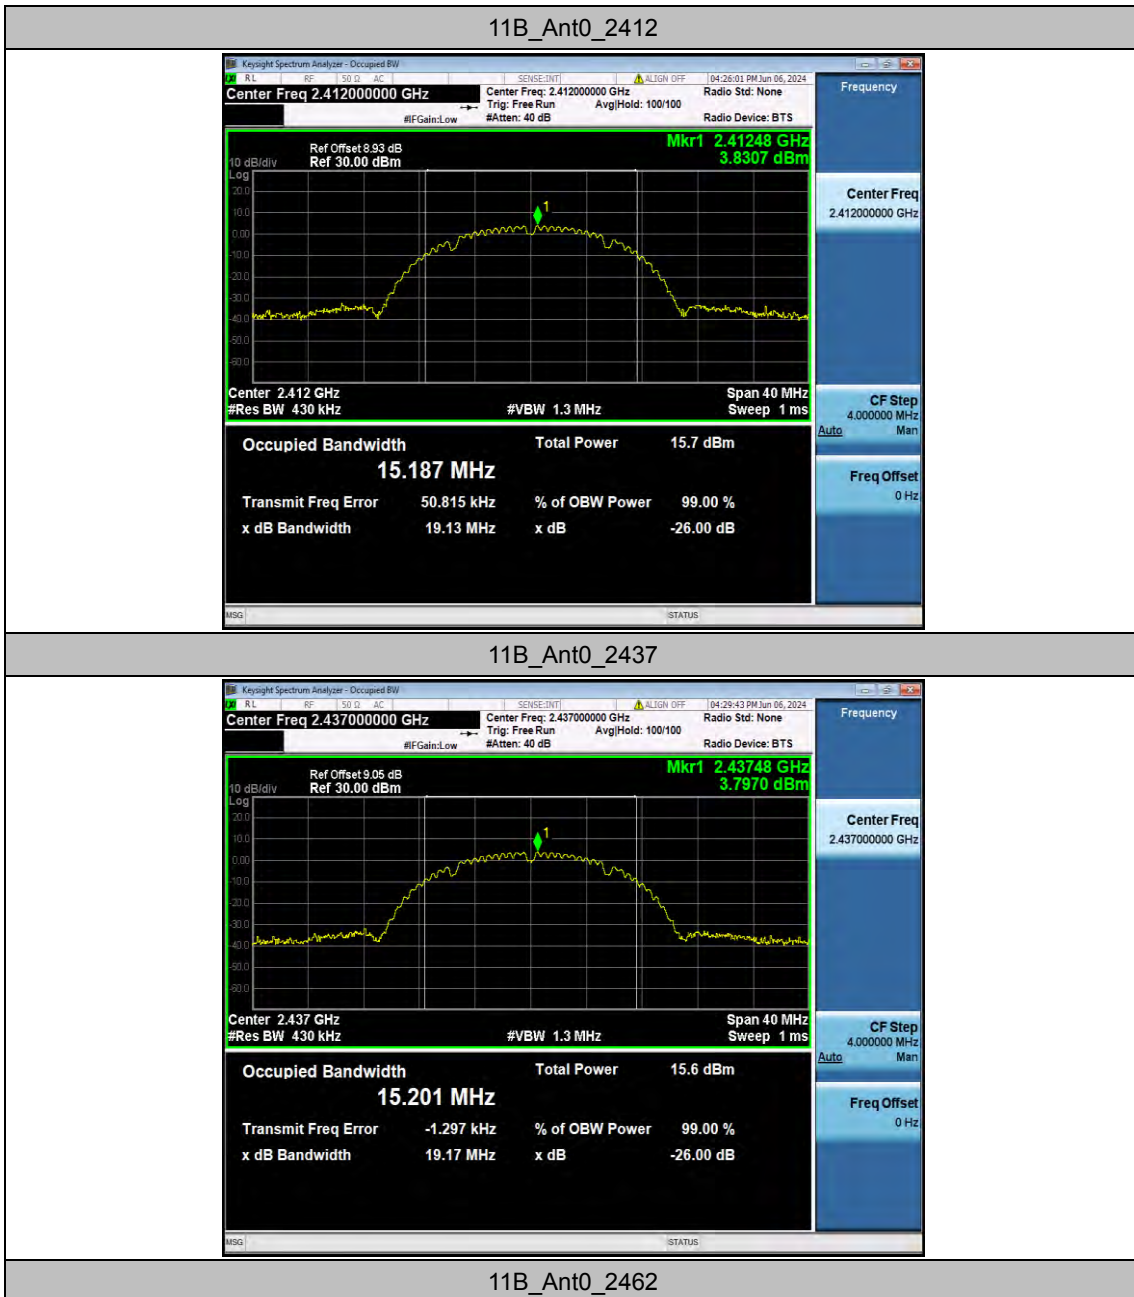 11B_Ant0_2412
Keysight Spectrum Analyzer - Occupied BW
RL RF 50 Ω AC SENSE:INT ALIGN OFF 04:26:01 PM Jun 06, 2024
Center Freq 2.412000000 GHz
Center Freq: 2.412000000 GHz Radio Std: None
Trig: Free Run Avg|Hold: 100/100
#IFGain:Low #Atten: 40 dB Radio Device: BTS
Frequency
Mkr1 2.41248 GHz
3.8307 dBm
Ref Offset 8.93 dB
10 dB/div Ref 30.00 dBm
Log
20.0
10.0
0.00
-10.0
-20.0
-30.0
-40.0
-50.0
-60.0
1
Center 2.412 GHz Span 40 MHz
#Res BW 430 kHz #VBW 1.3 MHz Sweep 1 ms
Center Freq
2.412000000 GHz
CF Step
4.000000 MHz
Auto Man
Freq Offset
0 Hz
Occupied Bandwidth Total Power 15.7 dBm
15.187 MHz
Transmit Freq Error 50.815 kHz % of OBW Power 99.00 %
x dB Bandwidth 19.13 MHz x dB -26.00 dB
MSG STATUS
11B_Ant0_2437
Keysight Spectrum Analyzer - Occupied BW
RL RF 50 Ω AC SENSE:INT ALIGN OFF 04:29:43 PM Jun 06, 2024
Center Freq 2.437000000 GHz
Center Freq: 2.437000000 GHz Radio Std: None
Trig: Free Run Avg|Hold: 100/100
#IFGain:Low #Atten: 40 dB Radio Device: BTS
Frequency
Mkr1 2.43748 GHz
3.7970 dBm
Ref Offset 9.05 dB
10 dB/div Ref 30.00 dBm
Log
20.0
10.0
0.00
-10.0
-20.0
-30.0
-40.0
-50.0
-60.0
1
Center 2.437 GHz Span 40 MHz
#Res BW 430 kHz #VBW 1.3 MHz Sweep 1 ms
Center Freq
2.437000000 GHz
CF Step
4.000000 MHz
Auto Man
Freq Offset
0 Hz
Occupied Bandwidth Total Power 15.6 dBm
15.201 MHz
Transmit Freq Error -1.297 kHz % of OBW Power 99.00 %
x dB Bandwidth 19.17 MHz x dB -26.00 dB
MSG STATUS
11B_Ant0_2462